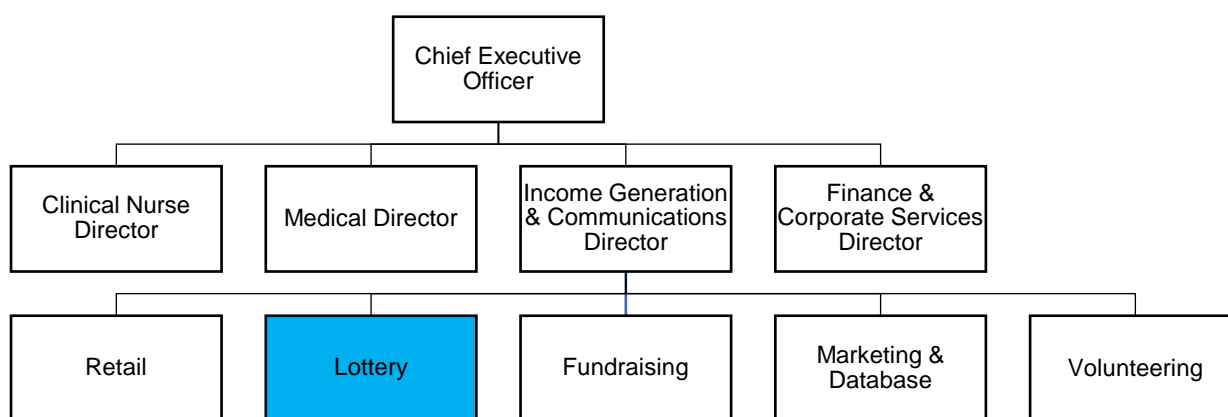 Chief Executive
Officer
Clinical Nurse
Director
Medical Director
Income Generation
& Communications
Director
Finance &
Corporate Services
Director
Retail
Lottery
Fundraising
Marketing &
Database
Volunteering